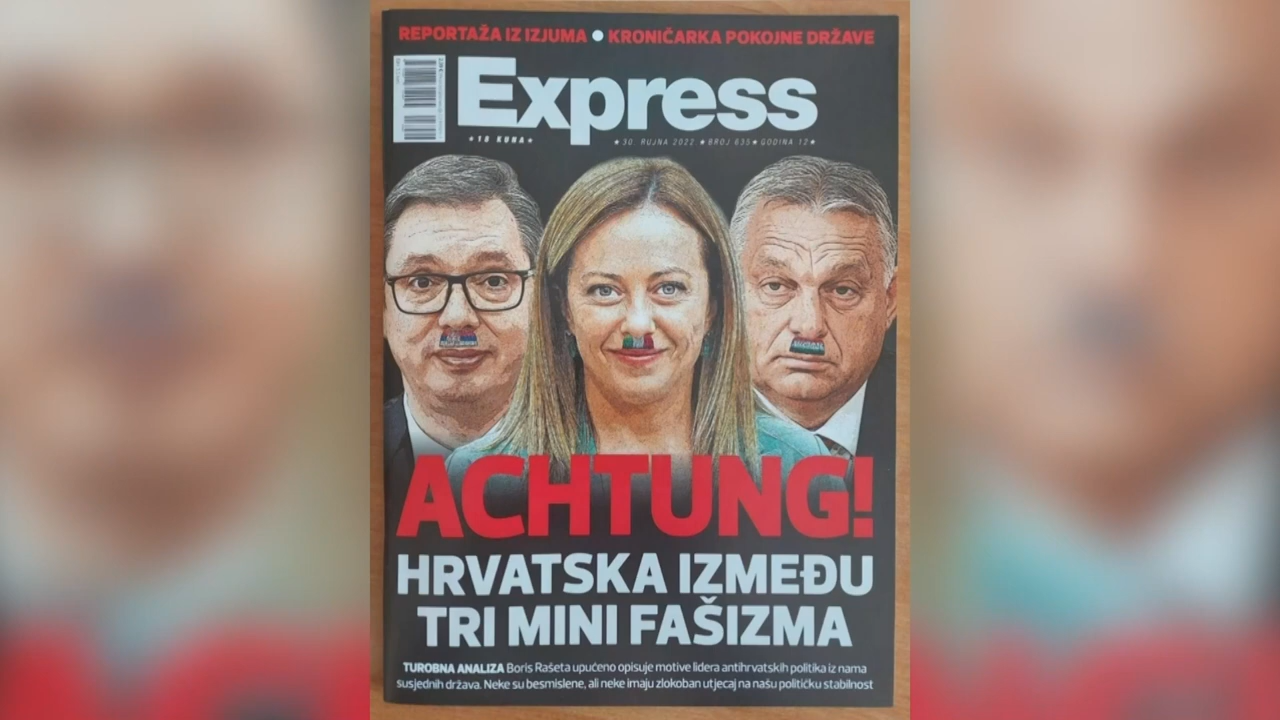 REPORTAŽA IZ IZJUMA ● KRONIČARKA POKOJNE DRŽAVE
Express
★18 KUNA★
★30. RUJNA 2022 ★BROJ 635★GODINA 12★
ACHTUNG!
HRVATSKA IZMEĐU
TRI MINI FAŠIZMA
TUROBNA ANALIZA Boris Rašeta upućeno opisuje motive lidera antihrvatskih politika iz nama
susjednih država. Neke su besmislene, ali neke imaju zlokoban utjecaj na našu političku stabilnost